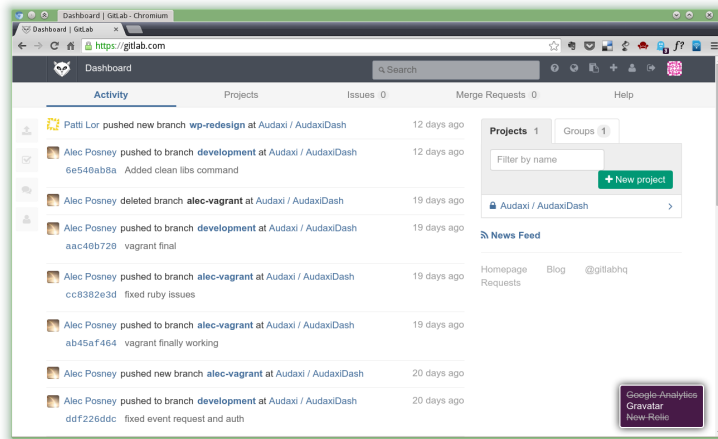 Dashboard | GitLab - Chromium
Dashboard | GitLab ×
https://gitlab.com f?
Dashboard Search
Activity Projects Issues 0 Merge Requests 0 Help
Patti Lor pushed new branch wp-redesign at Audaxi / AudaxiDash 12 days ago
Alec Posney pushed to branch development at Audaxi / AudaxiDash 12 days ago
6e540ab8a Added clean libs command
Alec Posney deleted branch alec-vagrant at Audaxi / AudaxiDash 19 days ago
Alec Posney pushed to branch development at Audaxi / AudaxiDash 19 days ago
aac40b720 vagrant final
Alec Posney pushed to branch alec-vagrant at Audaxi / AudaxiDash 19 days ago
cc8382e3d fixed ruby issues
Alec Posney pushed to branch alec-vagrant at Audaxi / AudaxiDash 19 days ago
ab45af464 vagrant finally working
Alec Posney pushed new branch alec-vagrant at Audaxi / AudaxiDash 20 days ago
Alec Posney pushed to branch development at Audaxi / AudaxiDash 20 days ago
ddf226ddc fixed event request and auth
Projects 1 Groups 1
Filter by name
+ New project
Audaxi / AudaxiDash >
News Feed
Homepage Blog @gitlabhq
Requests
Google Analytics
Gravatar
New Relic